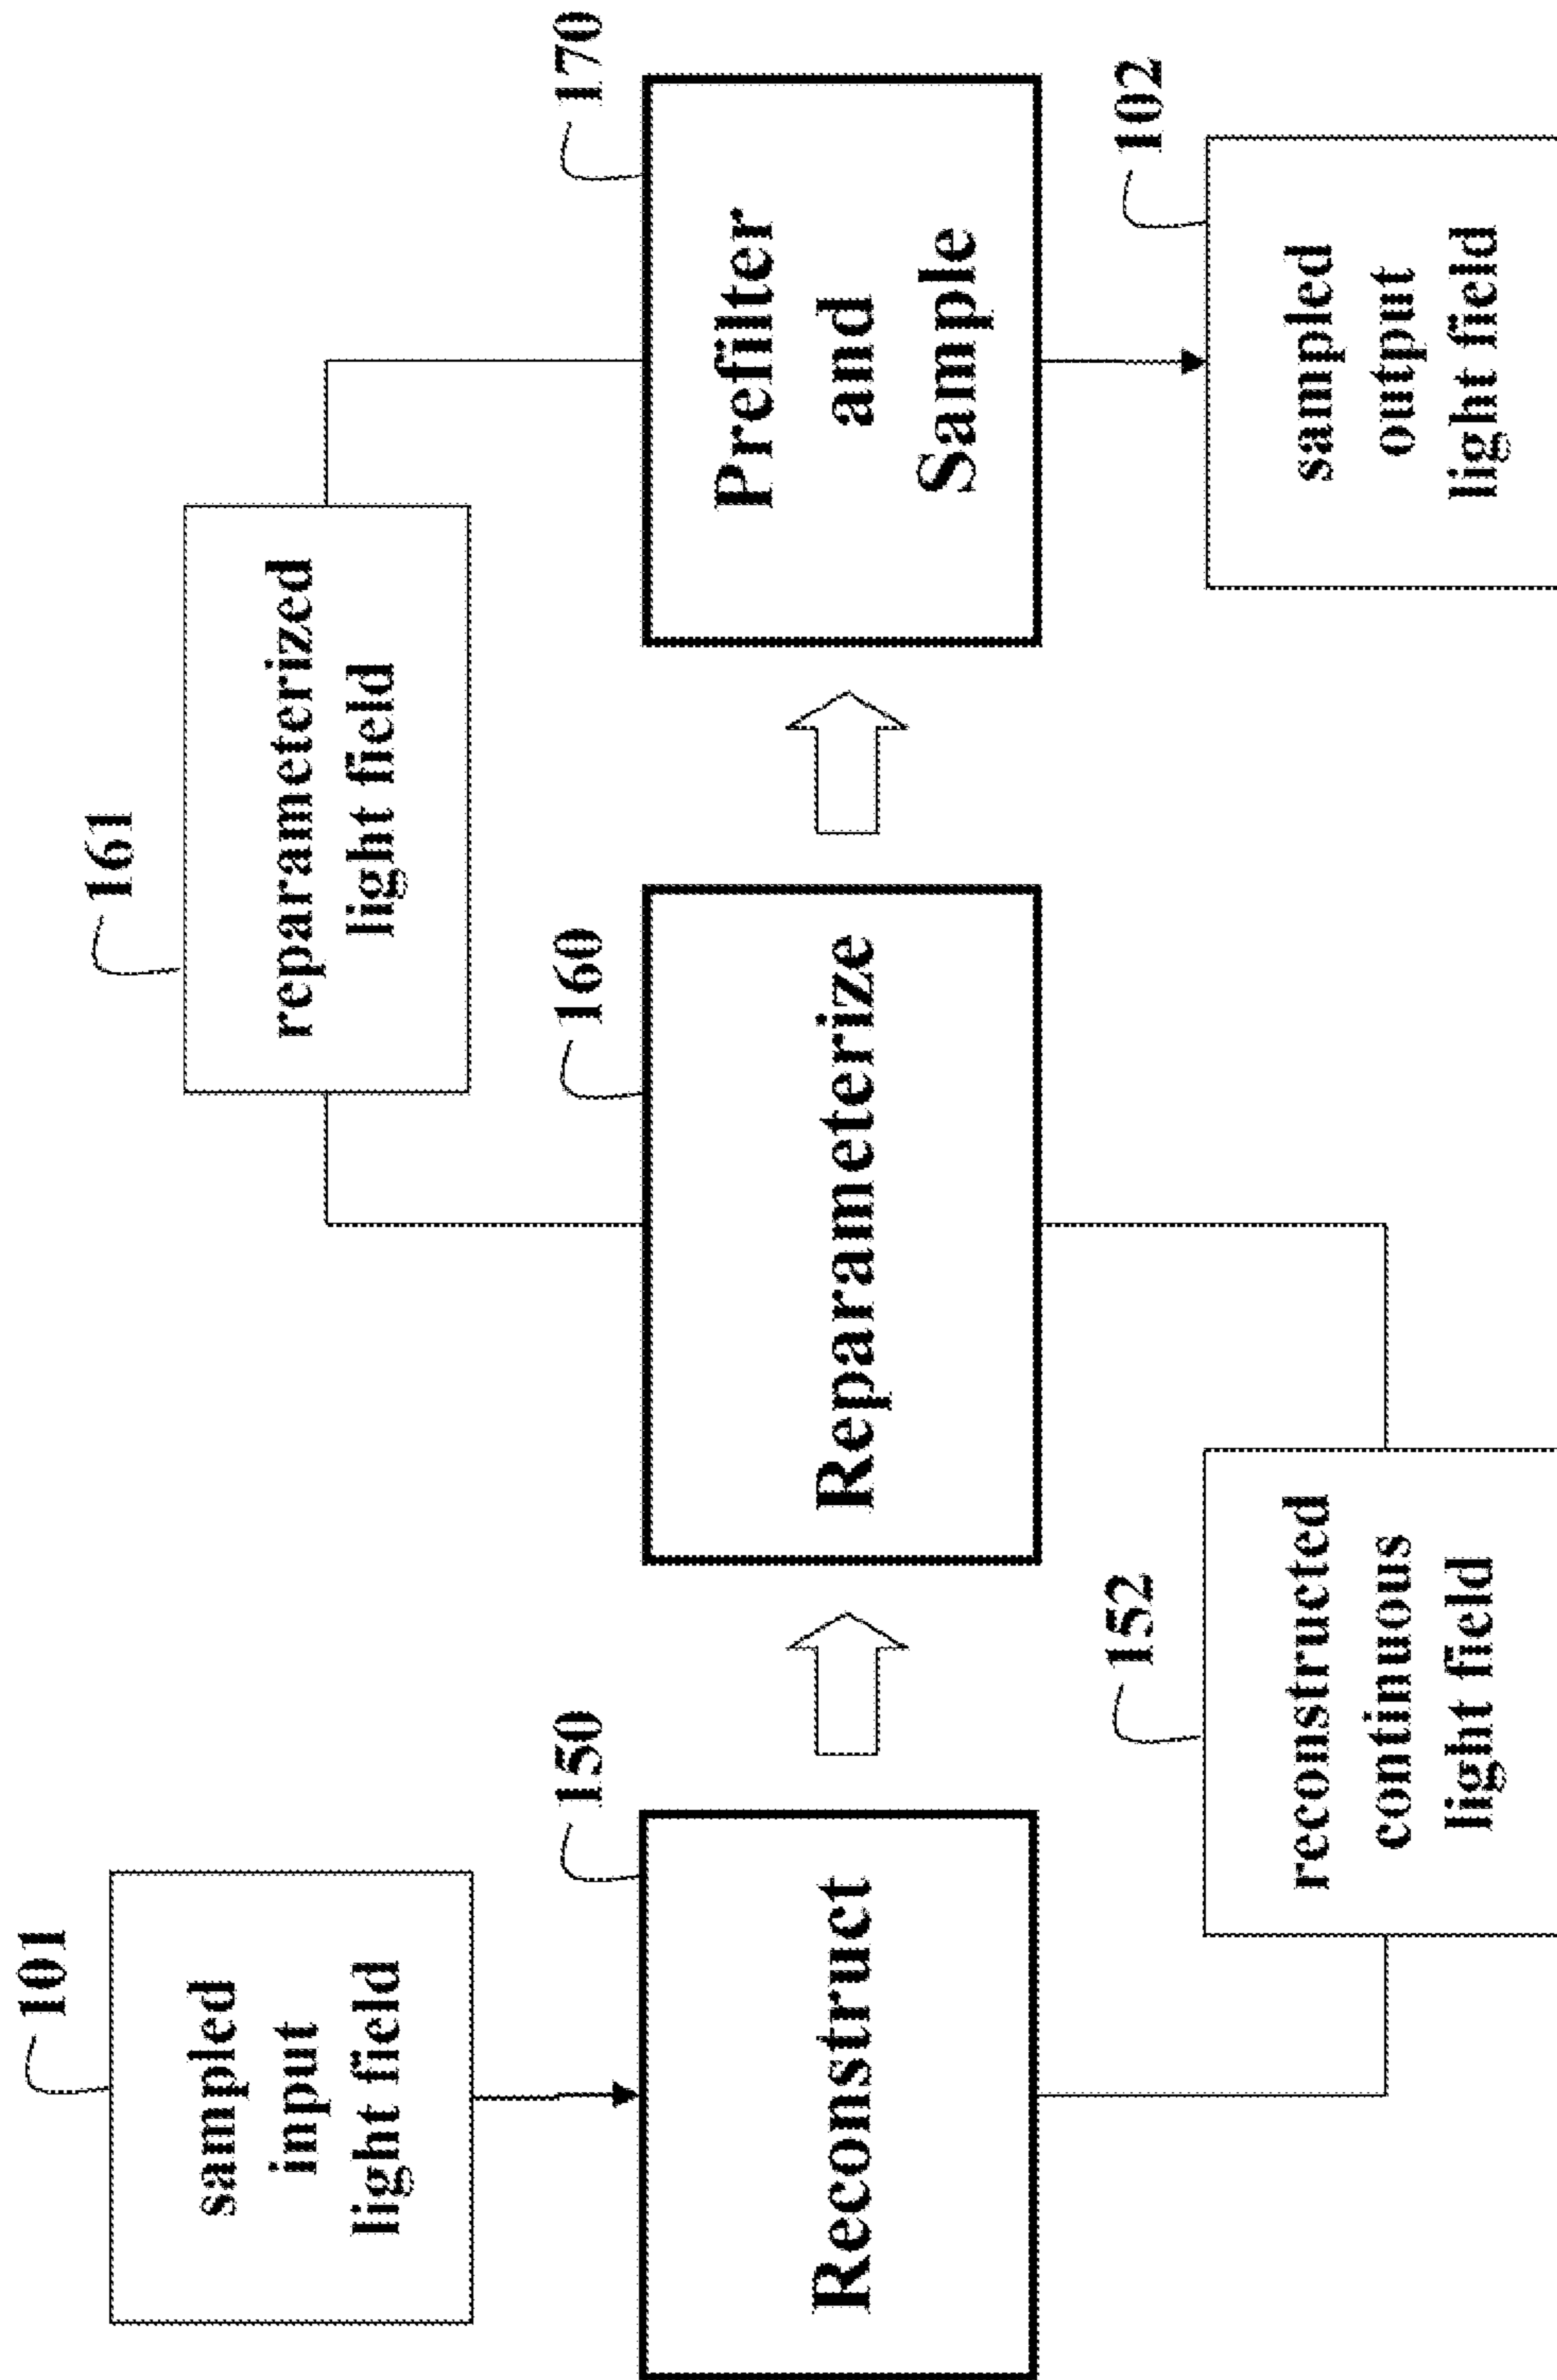 101
sampled
input
light field
150
Reconstruct
152
reconstructed
continuous
light field
160
Reparameterize
161
reparameterized
light field
170
Prefilter
and
Sample
102
sampled
output
light field